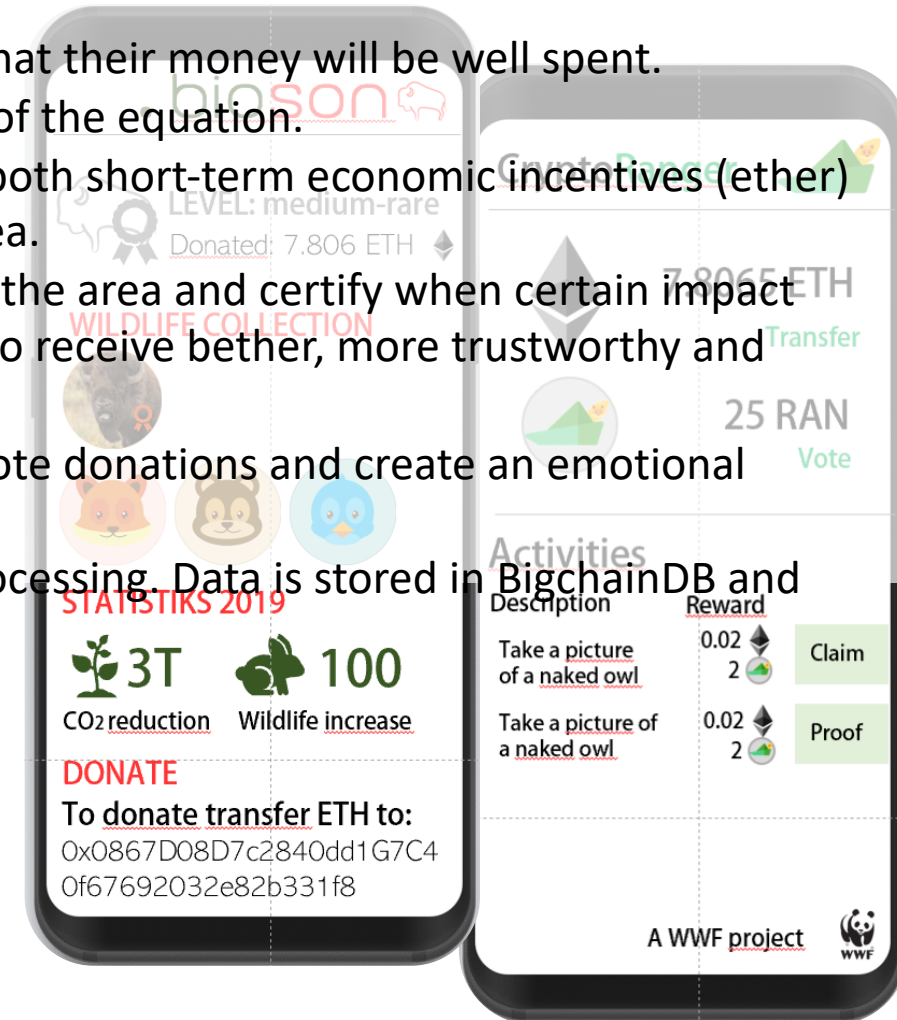 hat their money will be well spent.
of the equation.
both short-term economic incentives (ether)
ea.
the area and certify when certain impact
o receive bether, more trustworthy and
ote donations and create an emotional
ocessing. Data is stored in BigchainDB and
bioson
LEVEL: medium-rare
Donated: 7.806 ETH
WILDLIFE COLLECTION
STATISTIKS 2019
3T
100
CO2 reduction
Wildlife increase
DONATE
To donate transfer ETH to:
0x0867D08D7c2840dd1G7C4
0f67692032e82b331f8
CryptoRanger
7.8065 ETH
Transfer
25 RAN
Vote
Activities
Description Reward
Take a picture 0.02
of a naked owl 2
Claim
Take a picture of 0.02
a naked owl 2
Proof
A WWF project
WWF